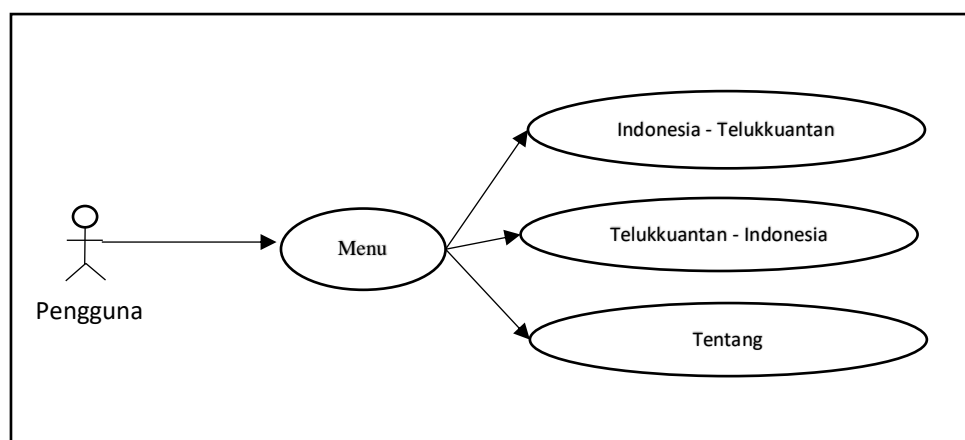 Indonesia - Telukkuantan
Telukkuantan - Indonesia
Menu
Pengguna
Tentang